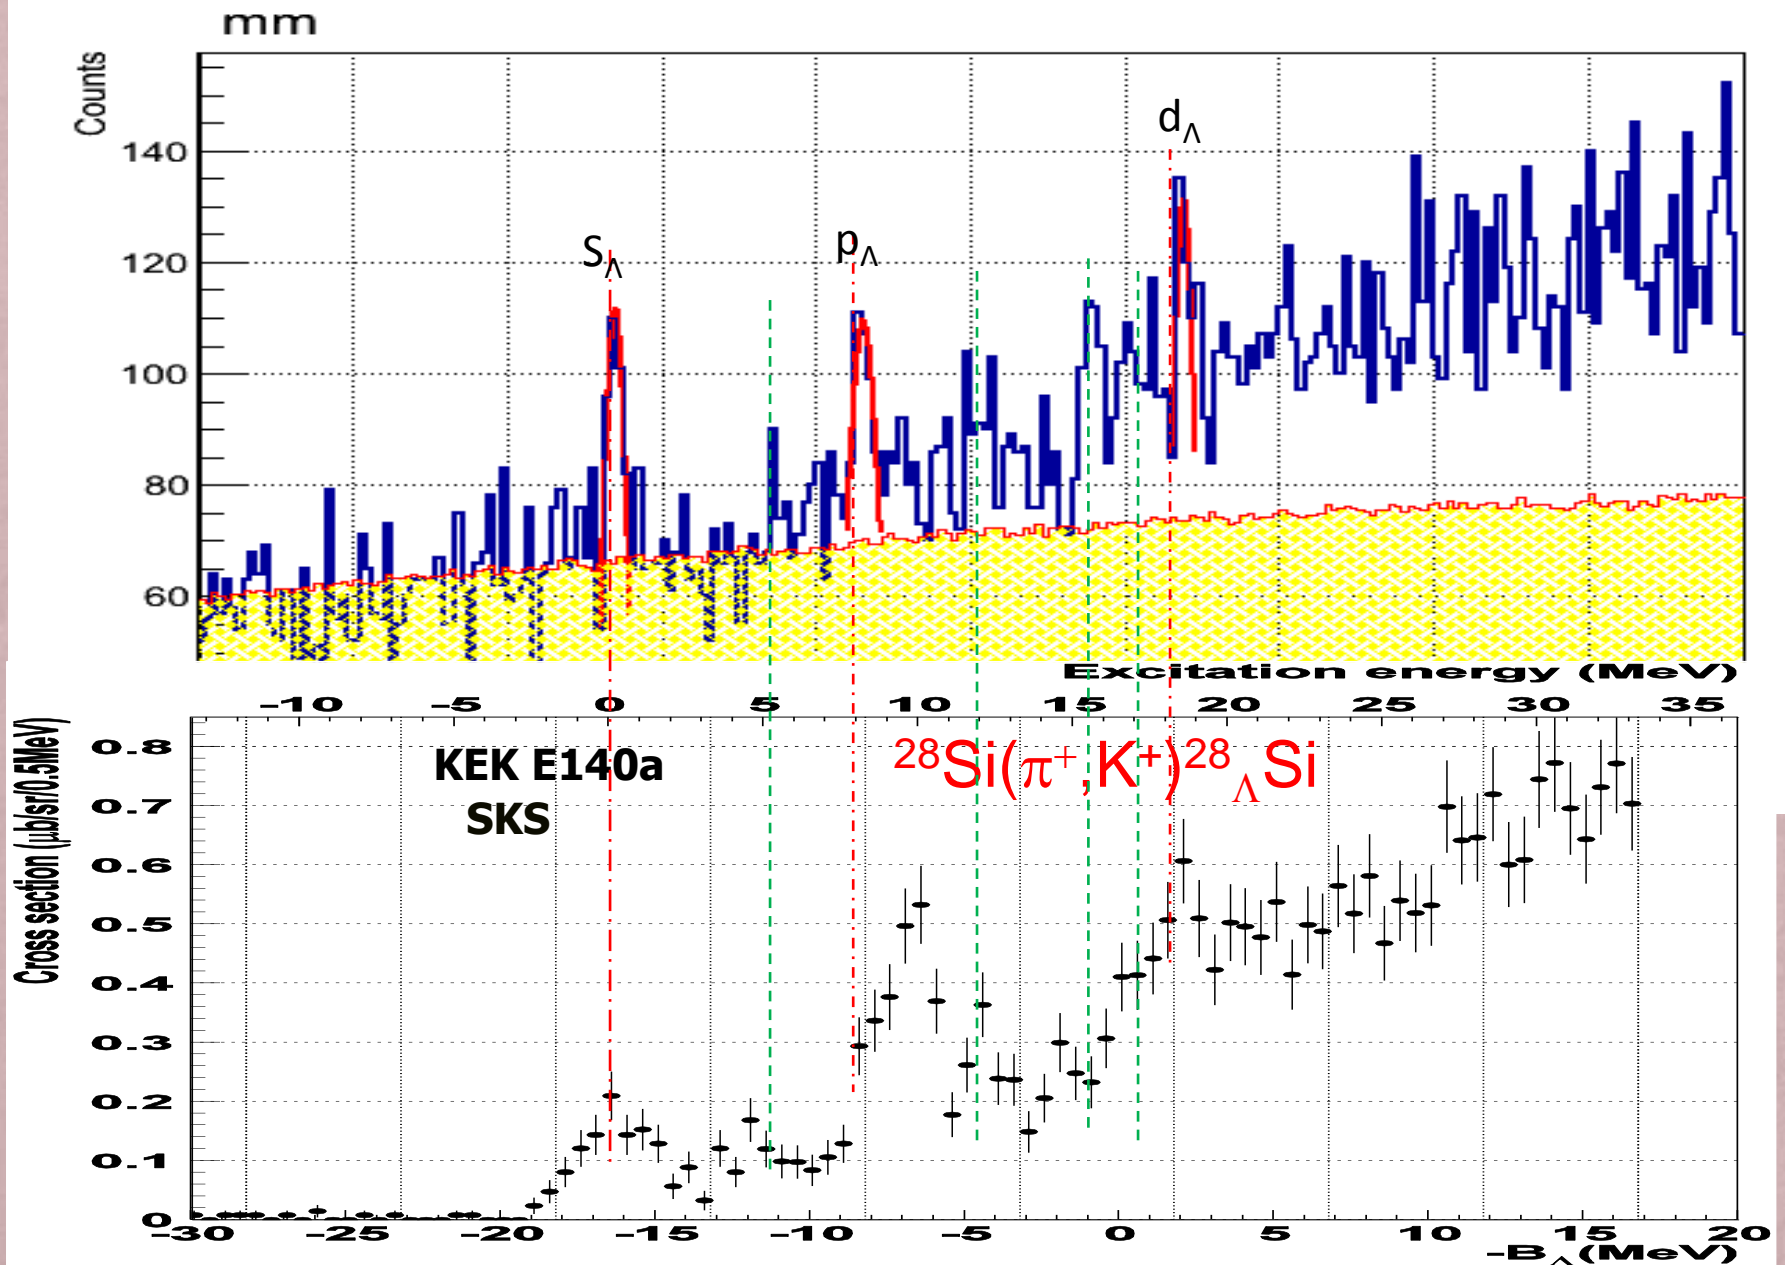 mm
Counts
140
120
100
80
60
SΛ
pΛ
dΛ
Excitation energy (MeV)
-10 -5 0 5 10 15 20 25 30 35
KEK E140a
SKS
28Si(π+,K+)28ΛSi
Cross section (μb/sr/0.5MeV)
0.8
0.7
0.6
0.5
0.4
0.3
0.2
0.1
0
-30 -25 -20 -15 -10 -5 0 5 10 15 20
-BΛ(MeV)